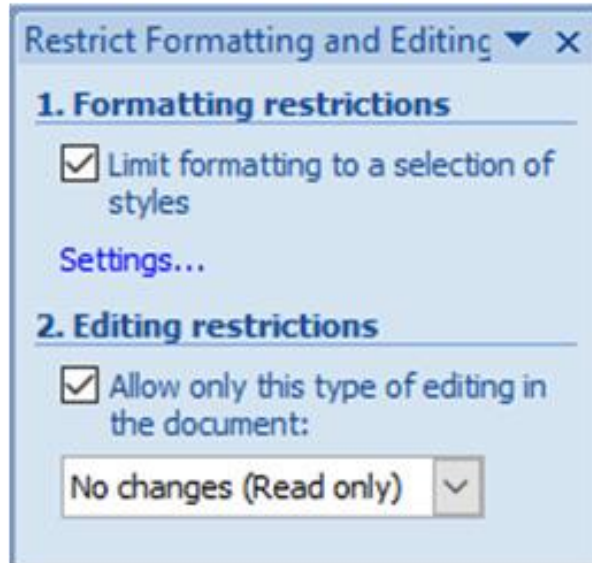 Restrict Formatting and Editing
1. Formatting restrictions
Limit formatting to a selection of
styles
Settings...
2. Editing restrictions
Allow only this type of editing in
the document:
No changes (Read only)